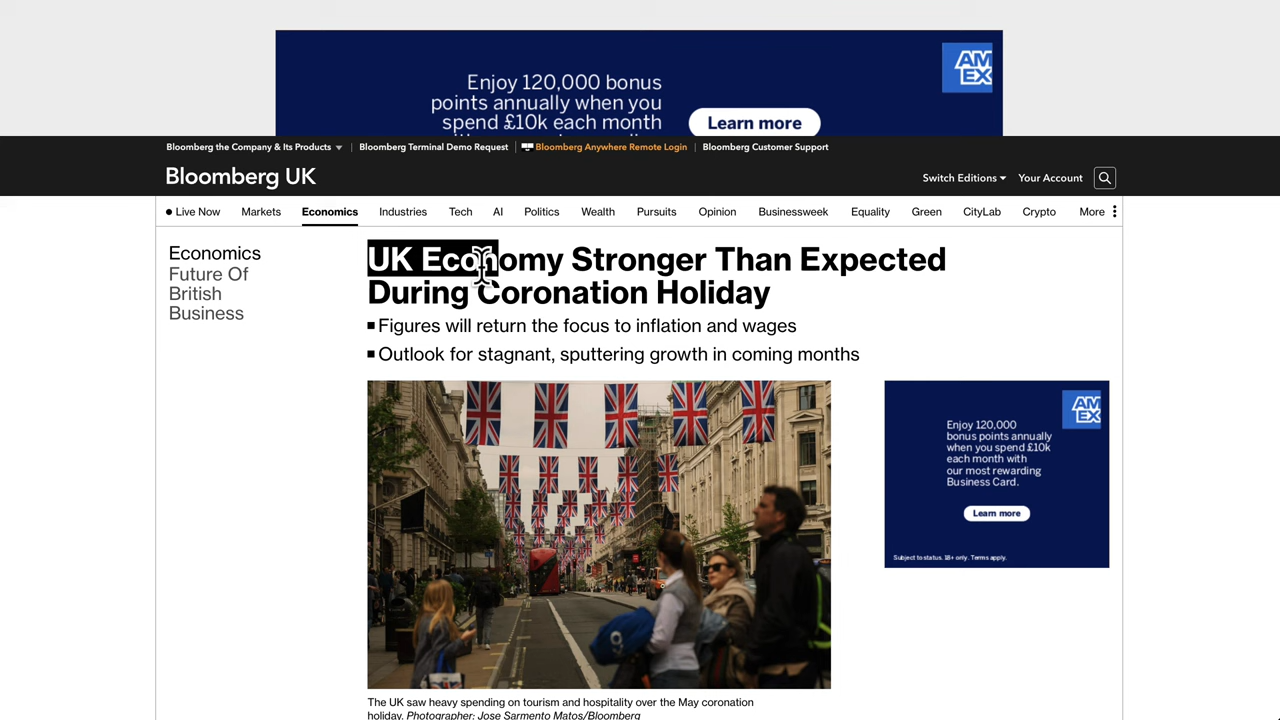 Enjoy 120,000 bonus
points annually when you
spend £10k each month
AM
EX
Learn more
Bloomberg the Company & Its Products
Bloomberg Terminal Demo Request
Bloomberg Anywhere Remote Login
Bloomberg Customer Support
Bloomberg UK
Switch Editions
Your Account
Live Now
Markets
Economics
Industries
Tech
AI
Politics
Wealth
Pursuits
Opinion
Businessweek
Equality
Green
CityLab
Crypto
More
Economics
Future Of
British
Business
UK Economy Stronger Than Expected
During Coronation Holiday
Figures will return the focus to inflation and wages
Outlook for stagnant, sputtering growth in coming months
AM
EX
Enjoy 120,000
bonus points annually
when you spend £10k
each month with
our most rewarding
Business Card.
Learn more
Subject to status. 18+ only. Terms apply.
The UK saw heavy spending on tourism and hospitality over the May coronation
holiday. Photographer: Jose Sarmento Matos/Bloomberg